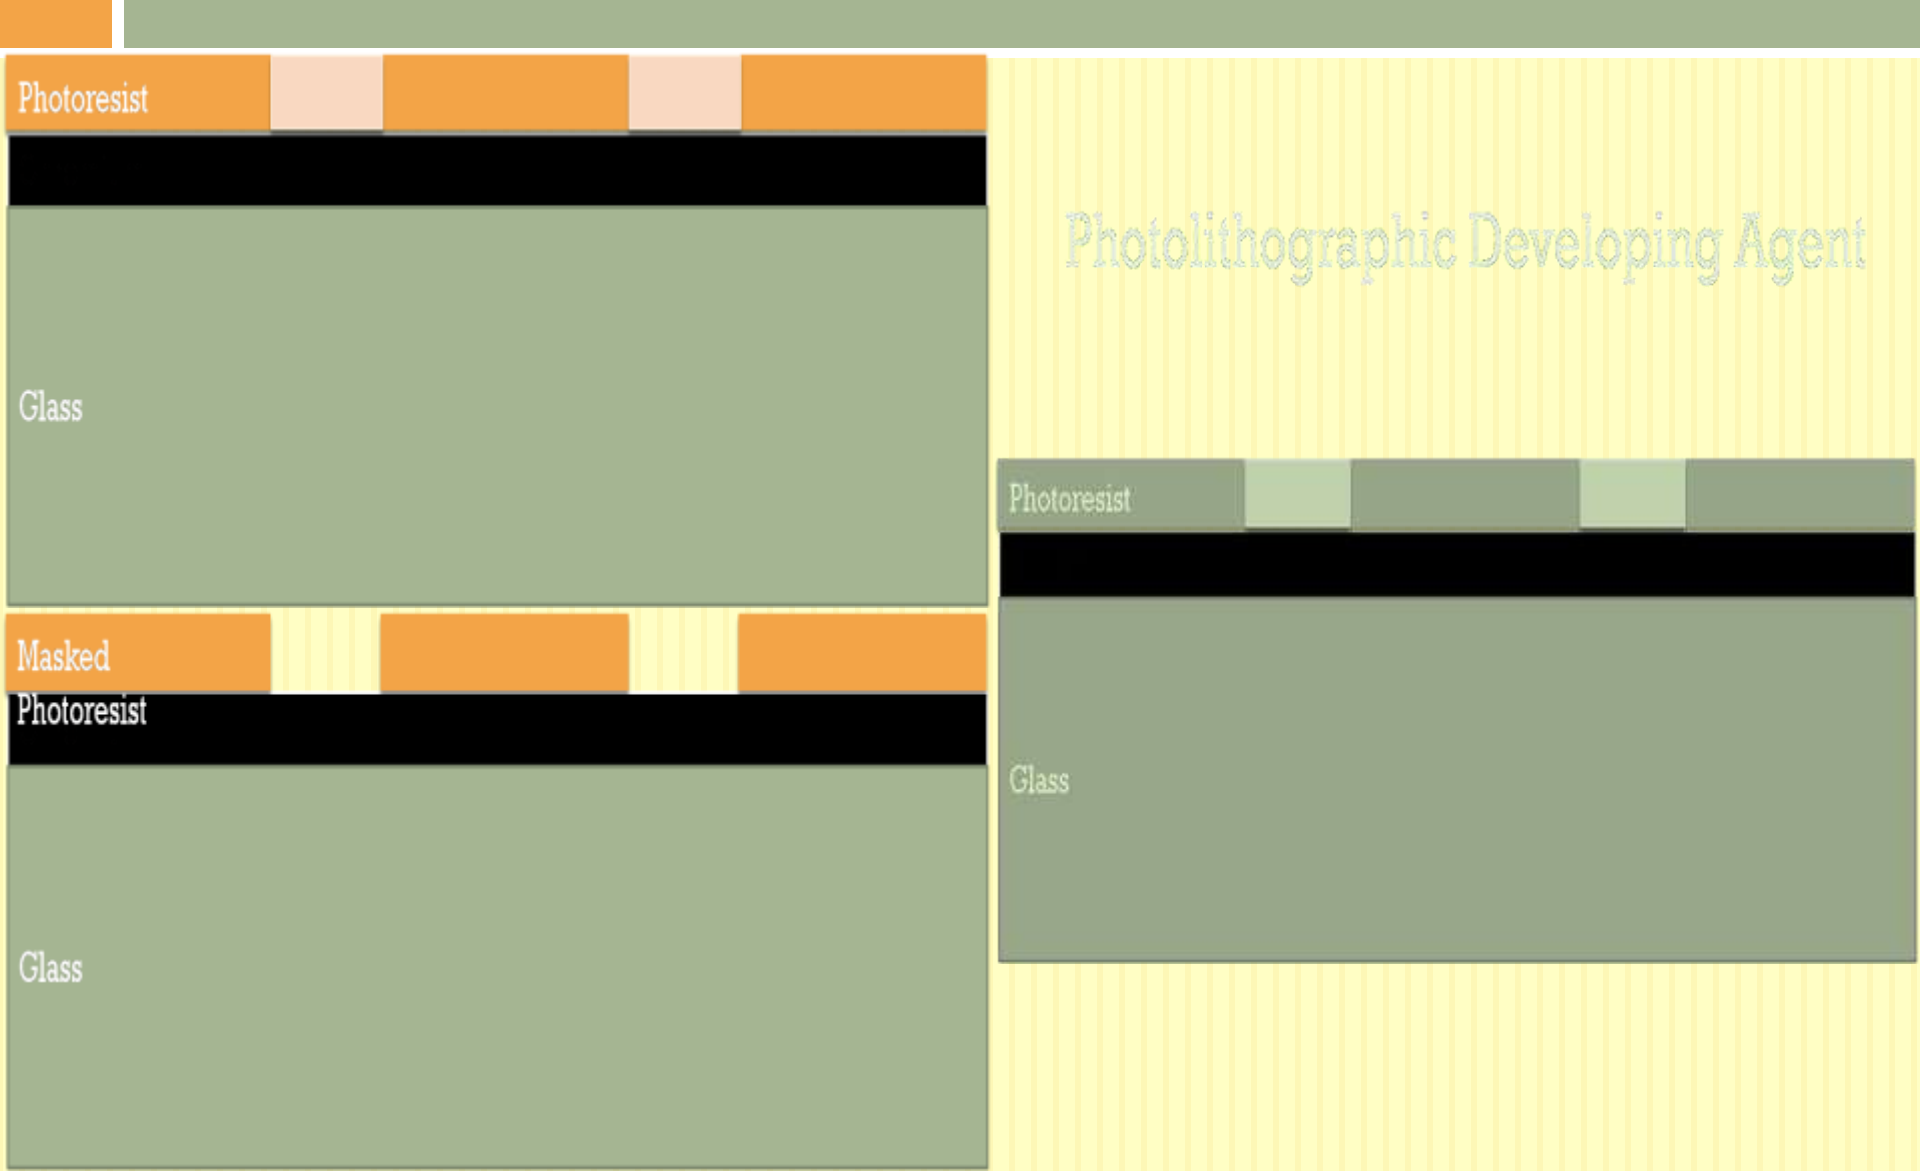 Photoresist
Glass
Masked
Photoresist
Glass
Photolithographic Developing Agent
Photoresist
Glass